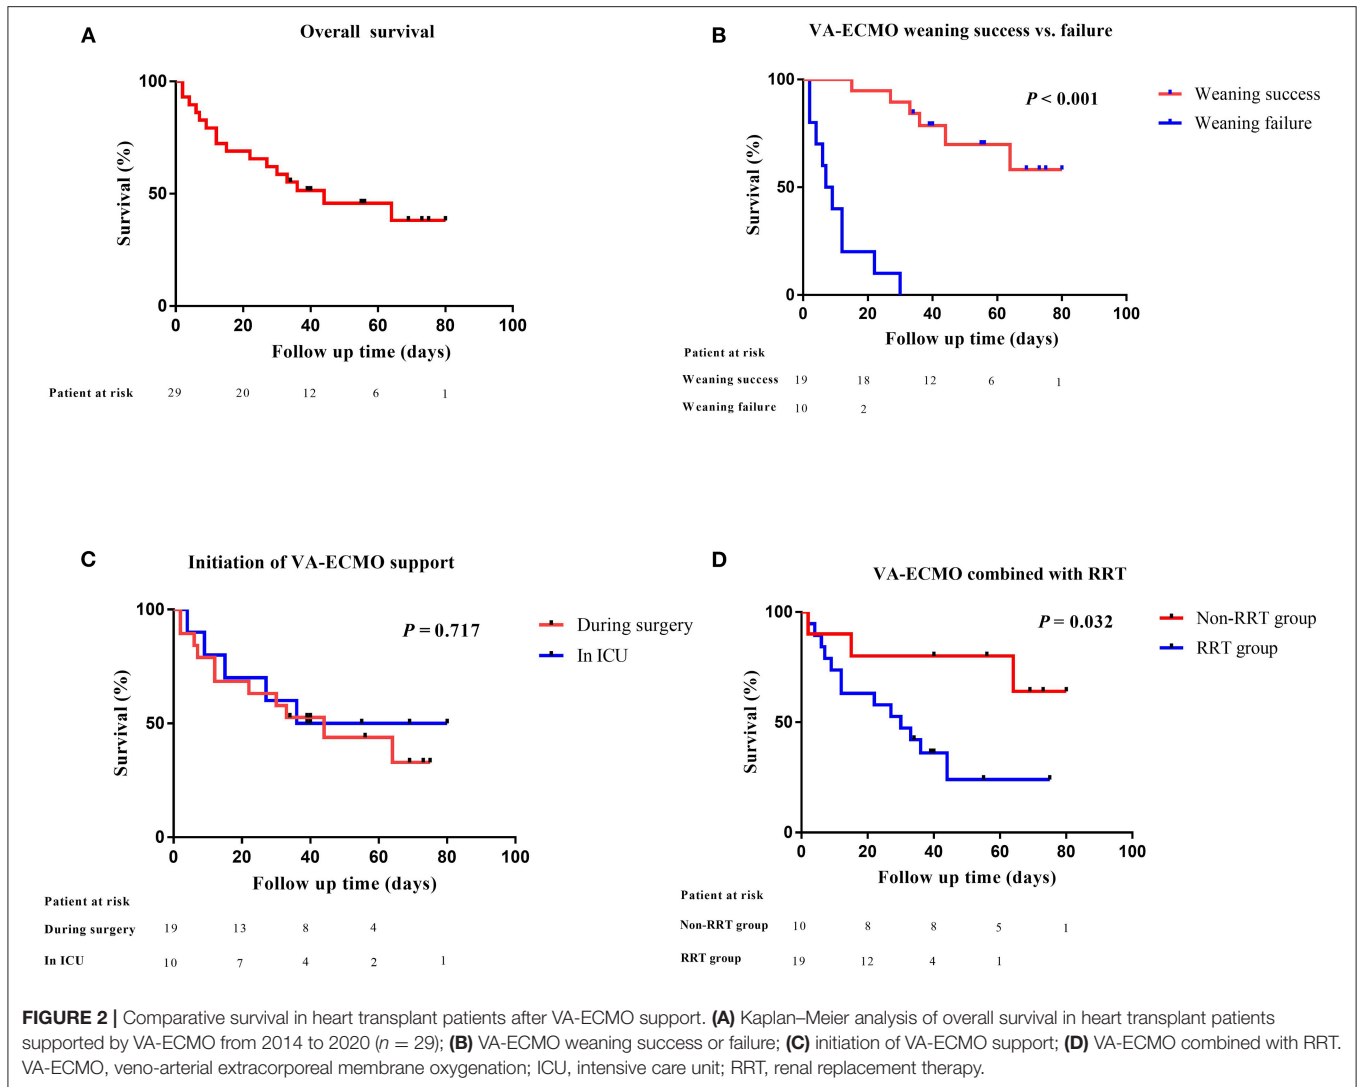 A
Overall survival
100
50
0
Survival (%)
0 20 40 60 80 100
Follow up time (days)
Patient at risk 29 20 12 6 1
B
VA-ECMO weaning success vs. failure
100
50
0
Survival (%)
P < 0.001
Weaning success
Weaning failure
0 20 40 60 80 100
Follow up time (days)
Patient at risk
Weaning success 19 18 12 6 1
Weaning failure 10 2
C
Initiation of VA-ECMO support
100
50
0
Survival (%)
P = 0.717
During surgery
In ICU
0 20 40 60 80 100
Follow up time (days)
Patient at risk
During surgery 19 13 8 4
In ICU 10 7 4 2 1
D
VA-ECMO combined with RRT
100
50
0
Survival (%)
P = 0.032
Non-RRT group
RRT group
0 20 40 60 80 100
Follow up time (days)
Patient at risk
Non-RRT group 10 8 8 5 1
RRT group 19 12 4 1
FIGURE 2 | Comparative survival in heart transplant patients after VA-ECMO support. (A) Kaplan–Meier analysis of overall survival in heart transplant patients
supported by VA-ECMO from 2014 to 2020 (n = 29); (B) VA-ECMO weaning success or failure; (C) initiation of VA-ECMO support; (D) VA-ECMO combined with RRT.
VA-ECMO, veno-arterial extracorporeal membrane oxygenation; ICU, intensive care unit; RRT, renal replacement therapy.